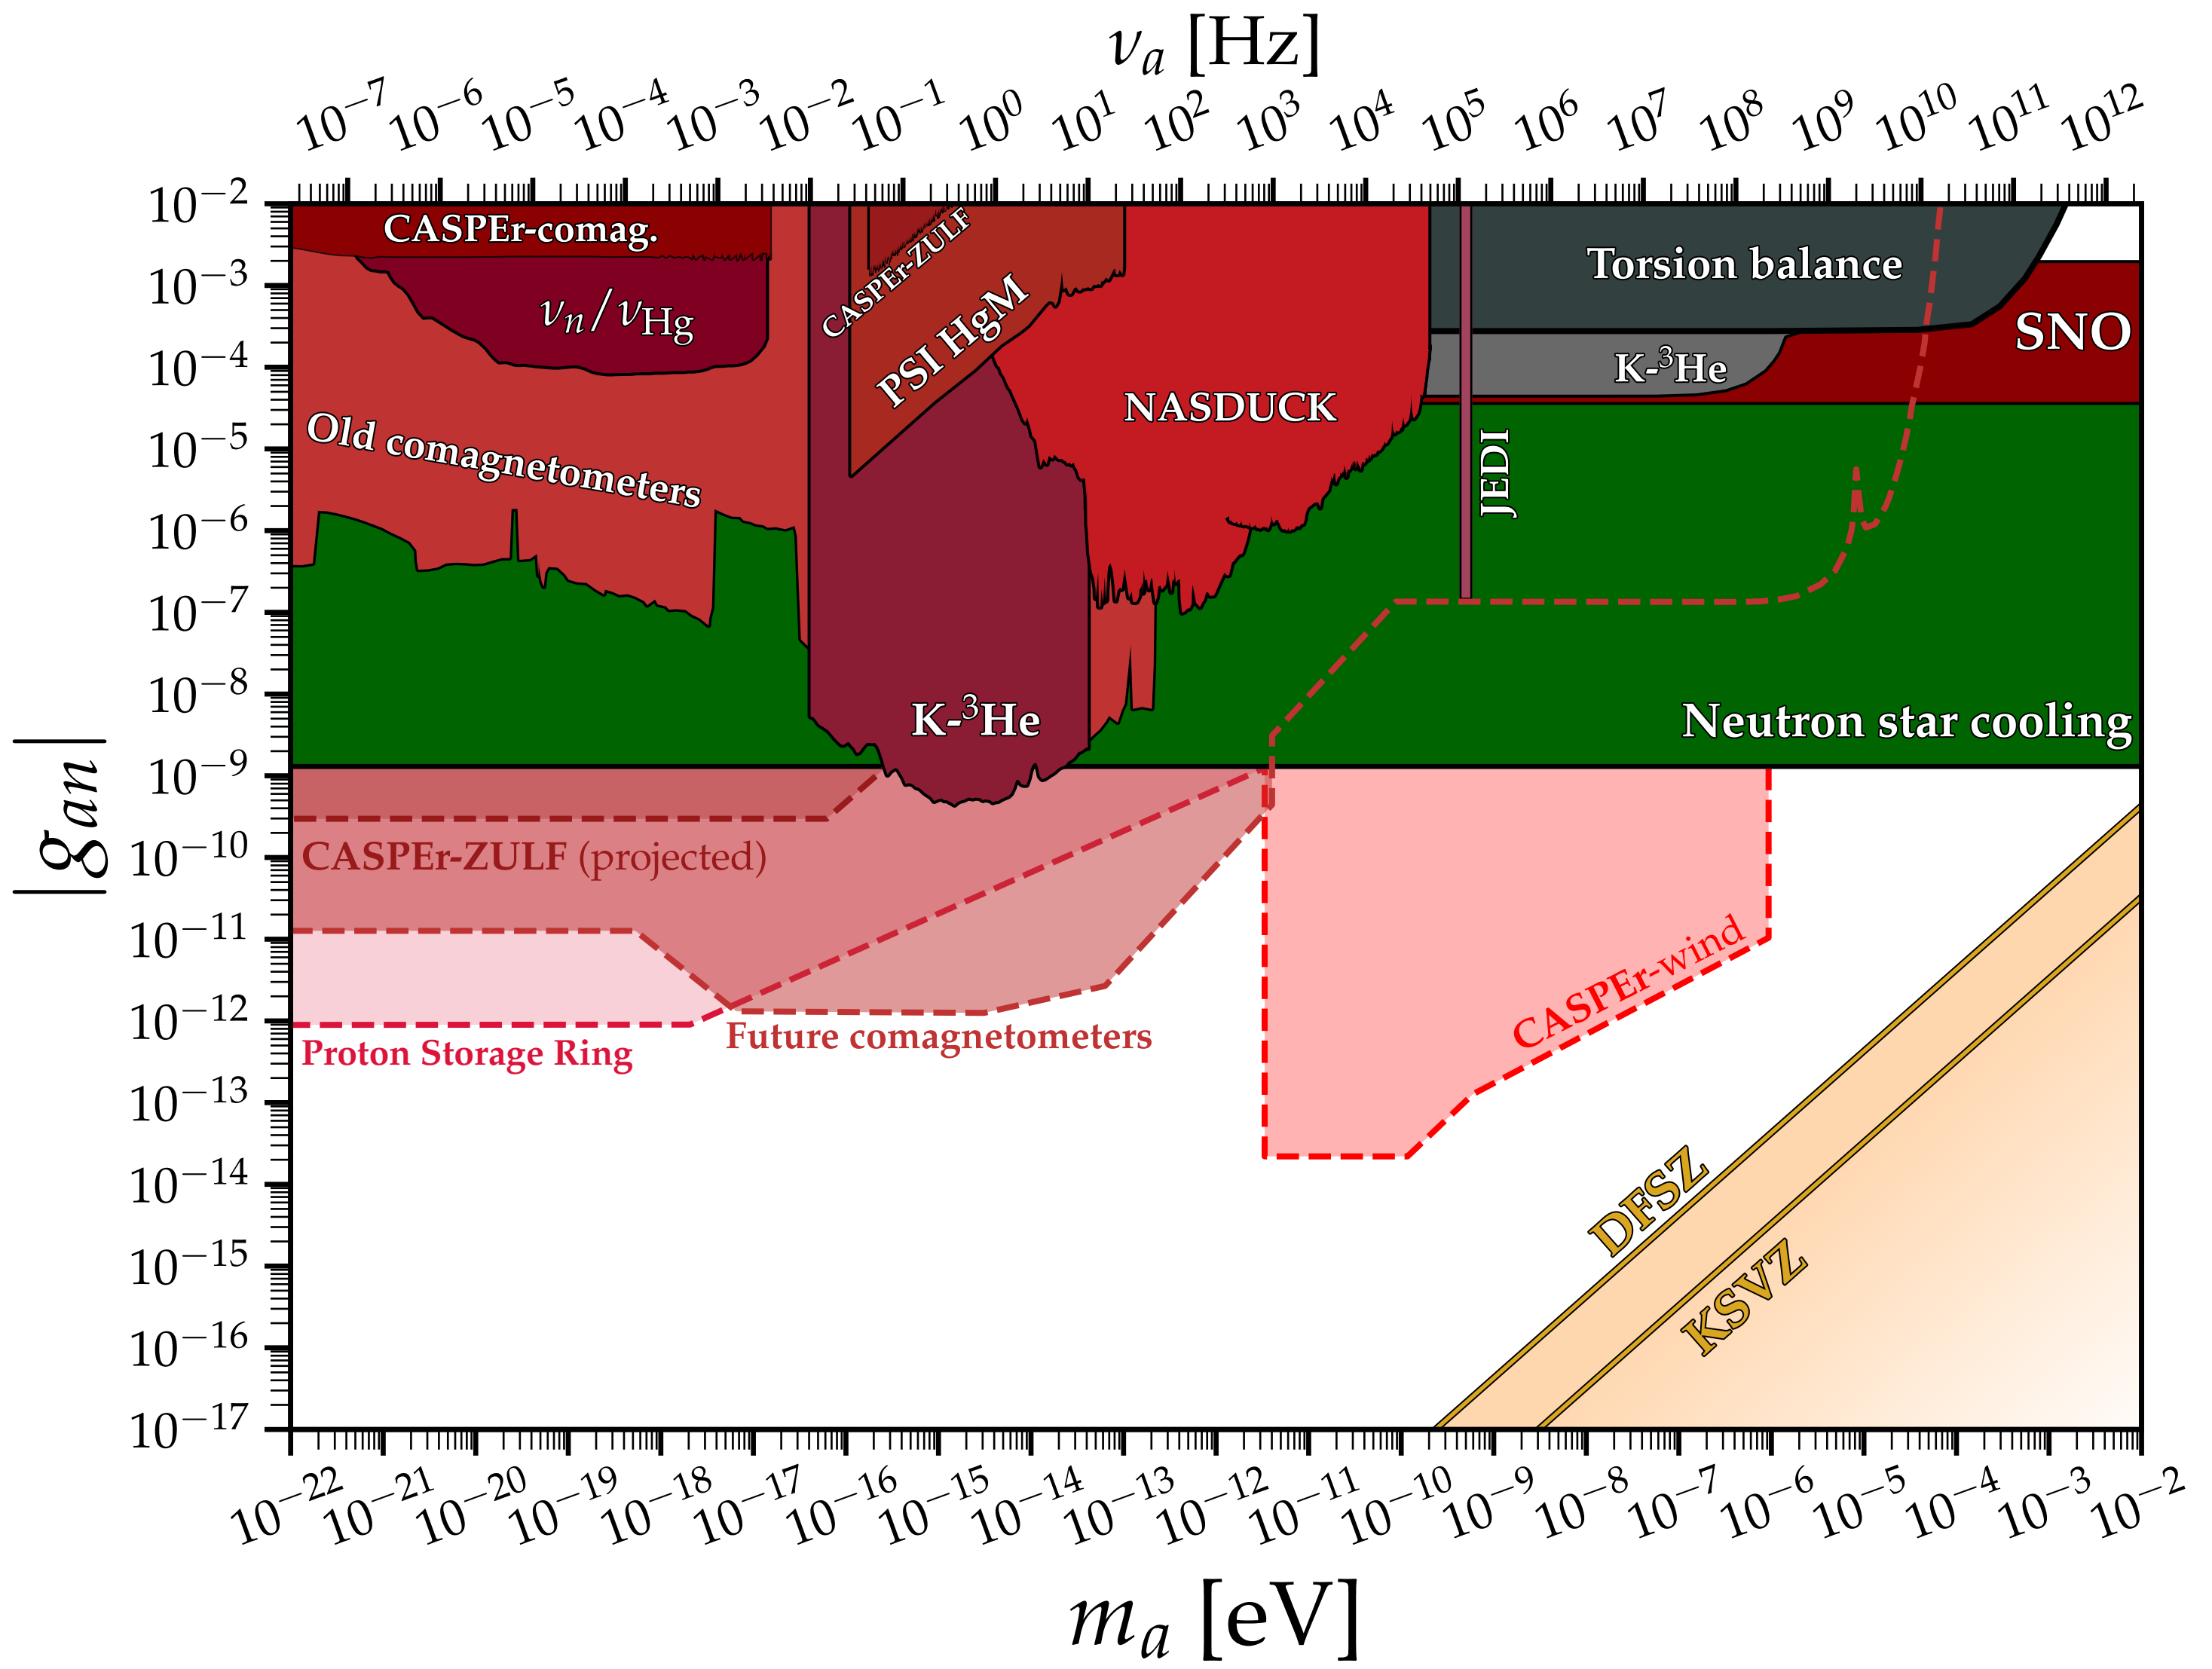 ν_a [Hz]
10^−7 10^−6 10^−5 10^−4 10^−3 10^−2 10^−1 10^0 10^1 10^2 10^3 10^4 10^5 10^6 10^7 10^8 10^9 10^10 10^11 10^12
10^−2
10^−3
10^−4
10^−5
10^−6
10^−7
10^−8
10^−9
10^−10
10^−11
10^−12
10^−13
10^−14
10^−15
10^−16
10^−17
|g_an|
CASPEr-comag.
ν_n/ν_Hg
Old comagnetometers
CASPEr-ZULF
PSI HgM
NASDUCK
K-^3He
Torsion balance
K-^3He
SNO
JEDI
Neutron star cooling
CASPEr-ZULF (projected)
Proton Storage Ring
Future comagnetometers
CASPEr-wind
DFSZ
KSVZ
10^−22 10^−21 10^−20 10^−19 10^−18 10^−17 10^−16 10^−15 10^−14 10^−13 10^−12 10^−11 10^−10 10^−9 10^−8 10^−7 10^−6 10^−5 10^−4 10^−3 10^−2
m_a [eV]